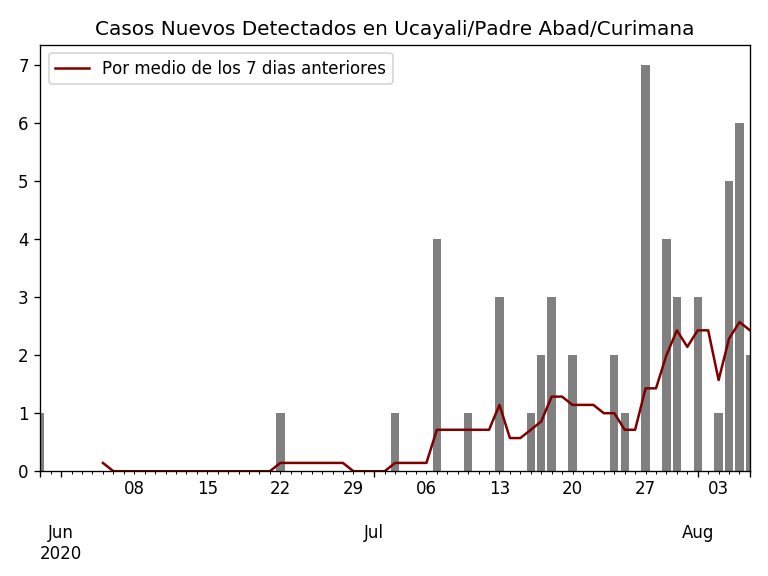 Casos Nuevos Detectados en Ucayali/Padre Abad/Curimana
Por medio de los 7 dias anteriores
7
6
5
4
3
2
1
0
08 15 22 29 06 13 20 27 03
Jun Jul Aug
2020